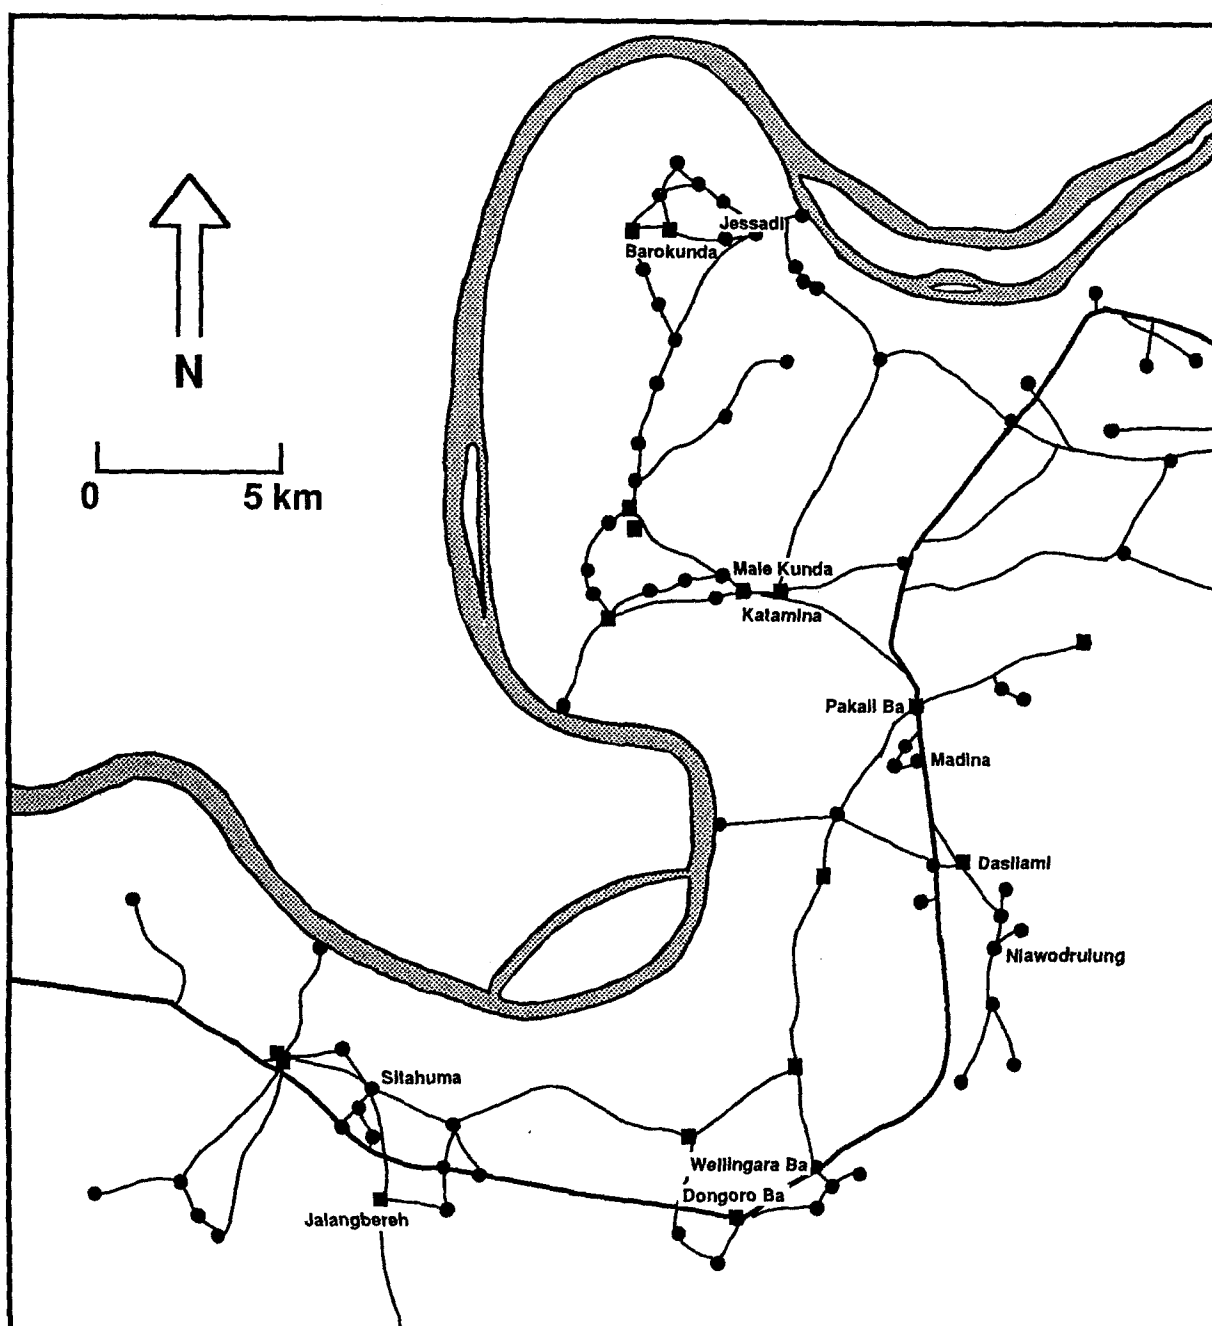 Jessadi
Barokunda
N
0 5 km
Male Kunda
Katamina
Pakali Ba
Madina
Dasilami
Niawodrulung
Sitahuma
Wellingara Ba
Dongoro Ba
Jalangbereh